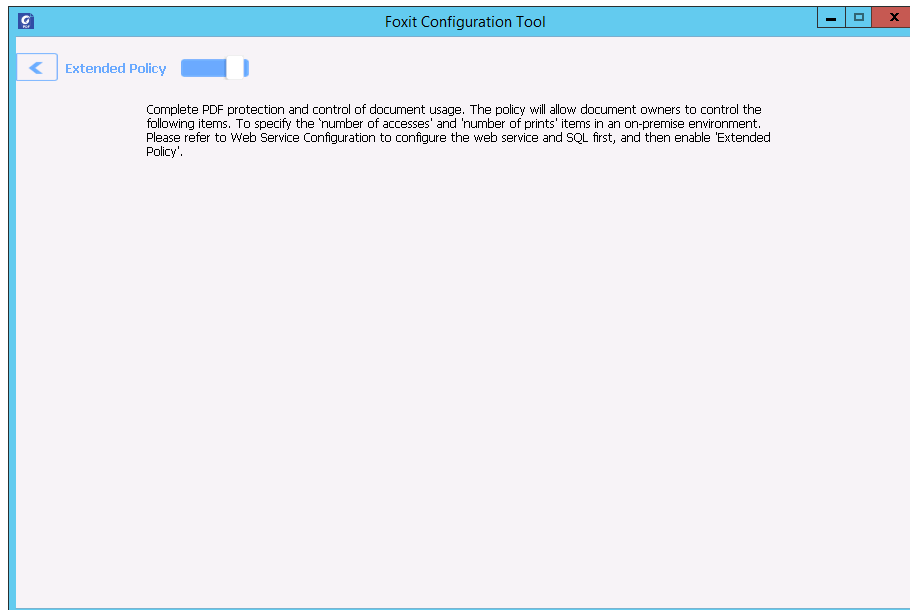 Foxit Configuration Tool
Extended Policy
Complete PDF protection and control of document usage. The policy will allow document owners to control the
following items. To specify the 'number of accesses' and 'number of prints' items in an on-premise environment.
Please refer to Web Service Configuration to configure the web service and SQL first, and then enable 'Extended
Policy'.